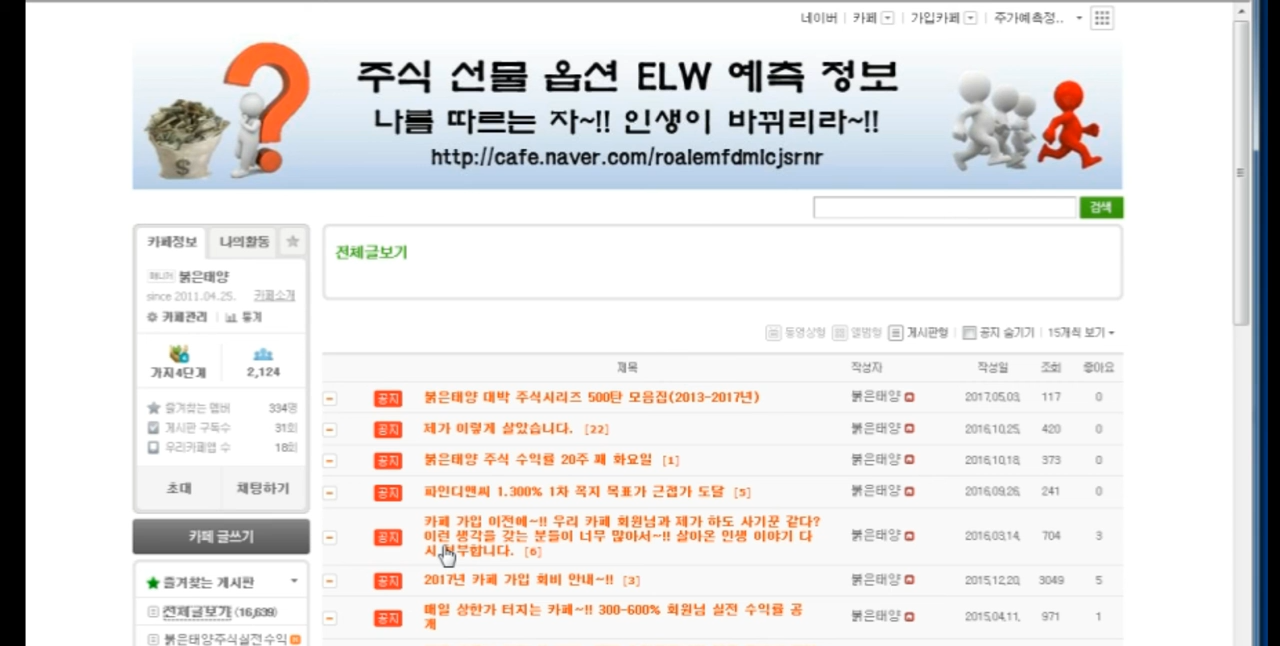 네이버 카페 가입카페 주가예측정..
주식 선물 옵션 ELW 예측 정보
나를 따르는 자~!! 인생이 바뀌리라~!!
http://cafe.naver.com/roalemfdmlcjsrnr
검색
카페정보 나의활동
전체글보기
매니저 붉은태양
since 2011.04.25. 카페소개
카페관리 통계
가지4단계 2,124
즐겨찾는 멤버 334명
게시판 구독수 31회
우리카페앱 수 18회
초대 채팅하기
카페 글쓰기
즐겨찾는 게시판
전체글보기 (16,639)
붉은태양주식실전수익
동영상형 앨범형 게시판형 공지 숨기기 15개씩 보기
제목 작성자 작성일 조회 좋아요
공지 붉은태양 대박 주식시리즈 500탄 모음집(2013-2017년) 붉은태양 2017.05.03. 117 0
공지 제가 이렇게 살았습니다. [22] 붉은태양 2016.10.25. 420 0
공지 붉은태양 주식 수익률 20주 째 화요일 [1] 붉은태양 2016.10.18. 373 0
공지 파인디앤씨 1.300% 1차 꼭지 목표가 근접가 도달 [5] 붉은태양 2016.09.26. 241 0
카페 가입 이전에~!! 우리 카페 회원님과 제가 하도 사기꾼 같다?
공지 이런 생각을 갖는 분들이 너무 많아서~!! 살아온 인생 이야기 다 붉은태양 2016.03.14. 704 3
시 부합니다. [6]
공지 2017년 카페 가입 회비 안내~!! [3] 붉은태양 2015.12.20. 3049 5
공지 매일 상한가 터지는 카페~!! 300-600% 회원님 실전 수익률 공 붉은태양 2015.04.11. 971 1
개